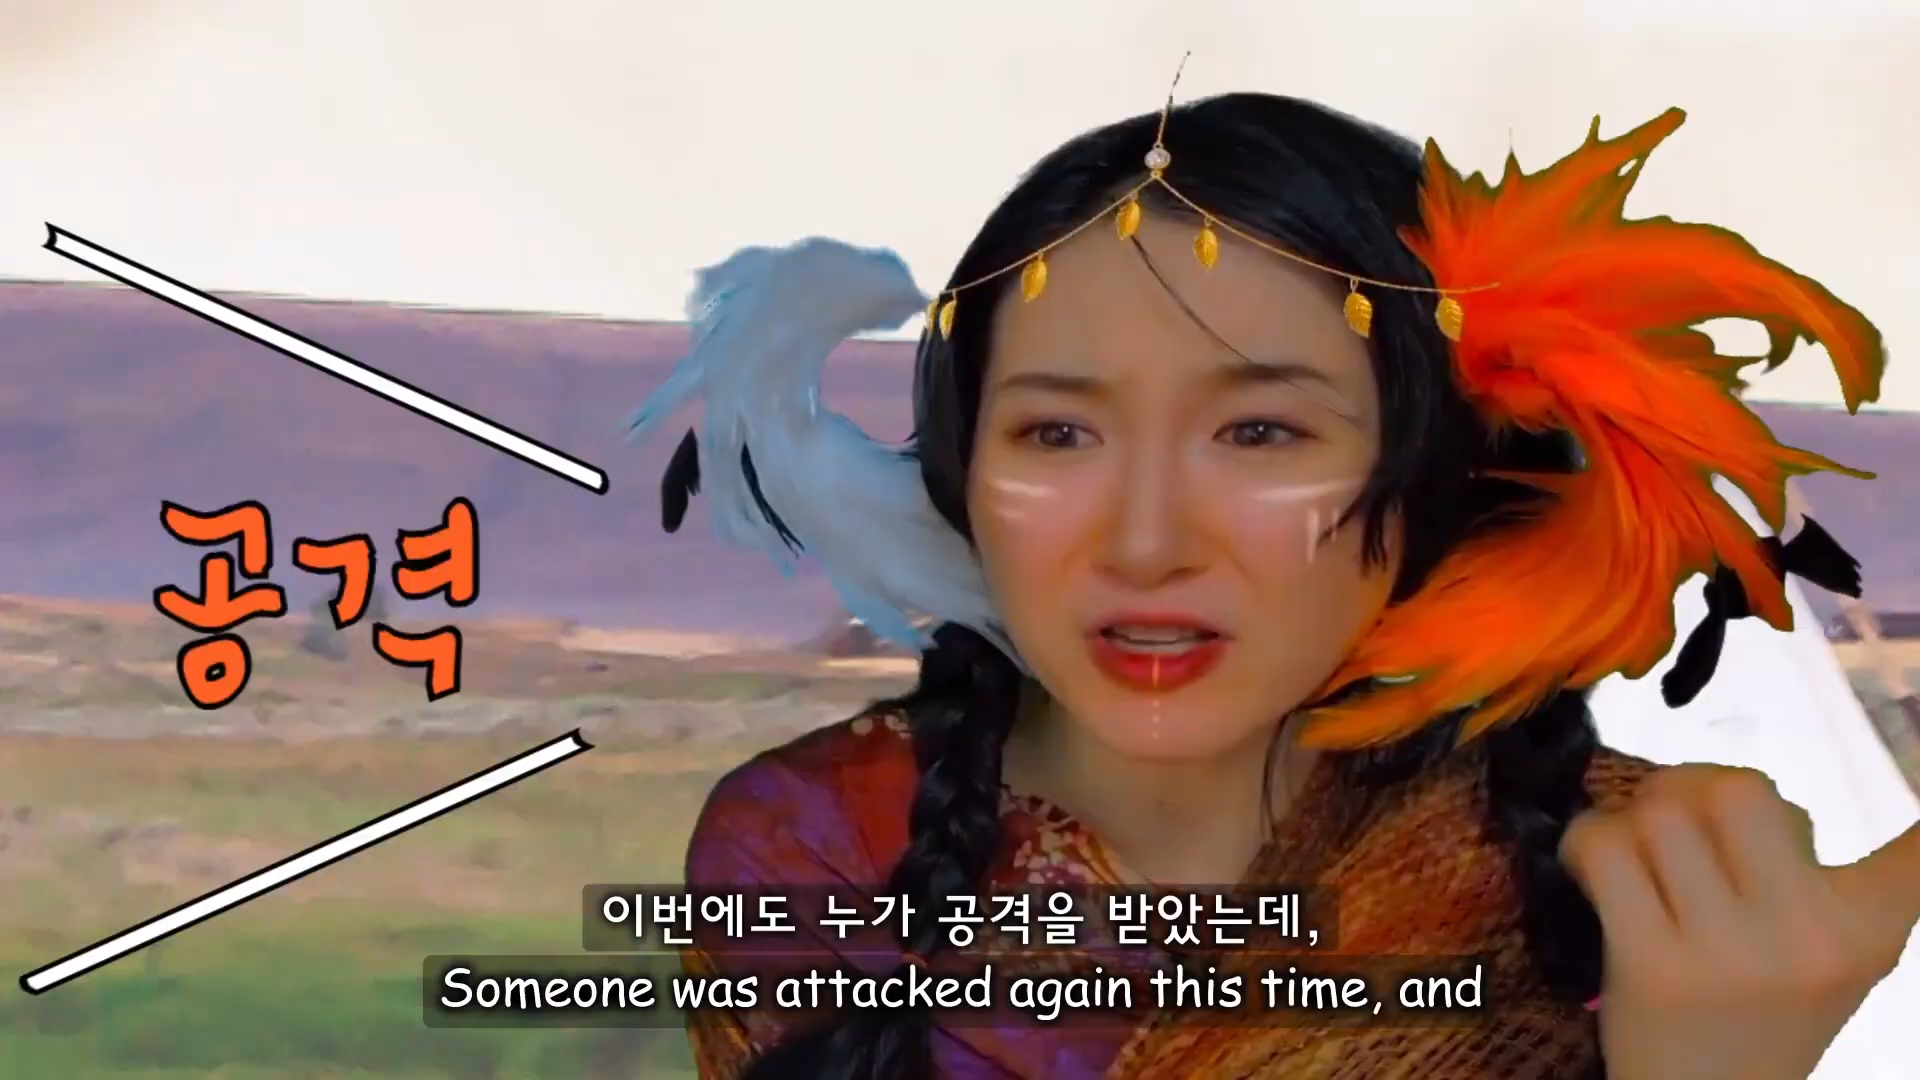 공격
이번에도 누가 공격을 받았는데,
Someone was attacked again this time, and